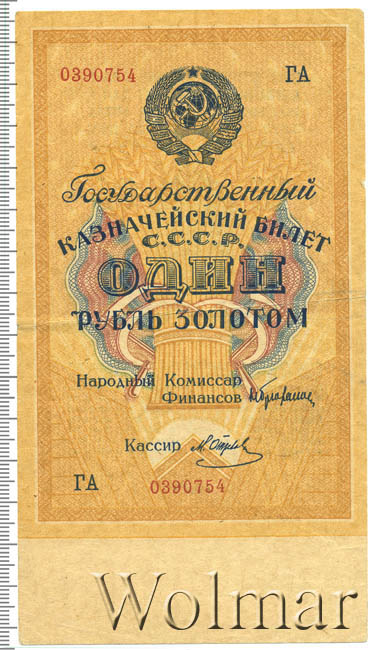 0390754 ГА
Государственный
КАЗНАЧЕЙСКИЙ БИЛЕТ
С.С.С.Р.
ОДИН
РУБЛЬ ЗОЛОТОМ
Народный Комиссар
Финансов
Кассир
ГА 0390754
Wolmar